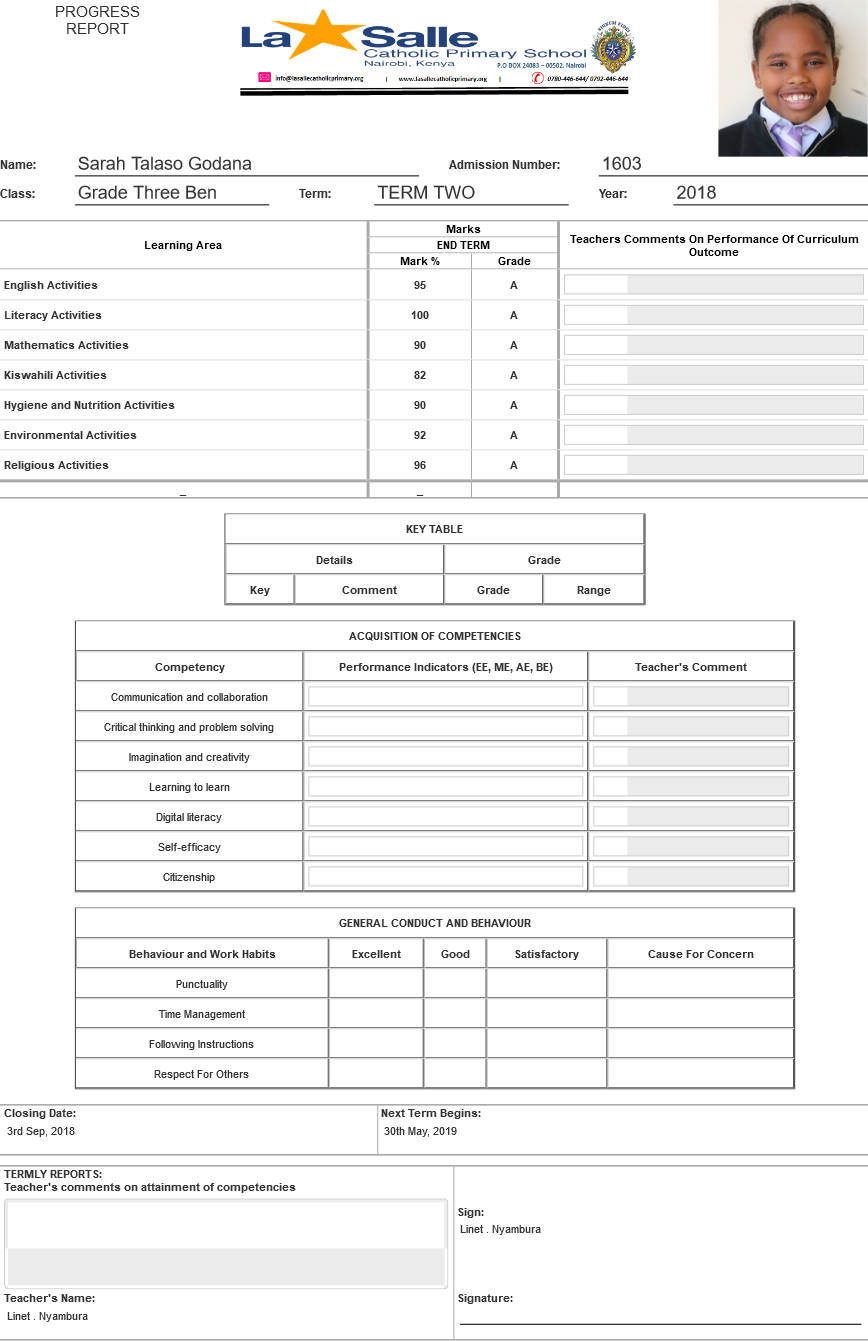 PROGRESS
REPORT
La Salle
Catholic Primary School
Nairobi, Kenya
P.O BOX 24083 – 00502, Nairobi
info@lasallecatholicprimary.org | www.lasallecatholicprimary.org | 0780-446-644/ 0792-446-644
Name: Sarah Talaso Godana Admission Number: 1603
Class: Grade Three Ben Term: TERM TWO Year: 2018
Learning Area Marks Teachers Comments On Performance Of Curriculum Outcome
END TERM
Mark % Grade
English Activities 95 A
Literacy Activities 100 A
Mathematics Activities 90 A
Kiswahili Activities 82 A
Hygiene and Nutrition Activities 90 A
Environmental Activities 92 A
Religious Activities 96 A
_ _
KEY TABLE
Details Grade
Key Comment Grade Range
ACQUISITION OF COMPETENCIES
Competency Performance Indicators (EE, ME, AE, BE) Teacher's Comment
Communication and collaboration
Critical thinking and problem solving
Imagination and creativity
Learning to learn
Digital literacy
Self-efficacy
Citizenship
GENERAL CONDUCT AND BEHAVIOUR
Behaviour and Work Habits Excellent Good Satisfactory Cause For Concern
Punctuality
Time Management
Following Instructions
Respect For Others
Closing Date: Next Term Begins:
3rd Sep, 2018 30th May, 2019
TERMLY REPORTS:
Teacher's comments on attainment of competencies
Sign:
Linet . Nyambura
Teacher's Name: Signature:
Linet . Nyambura